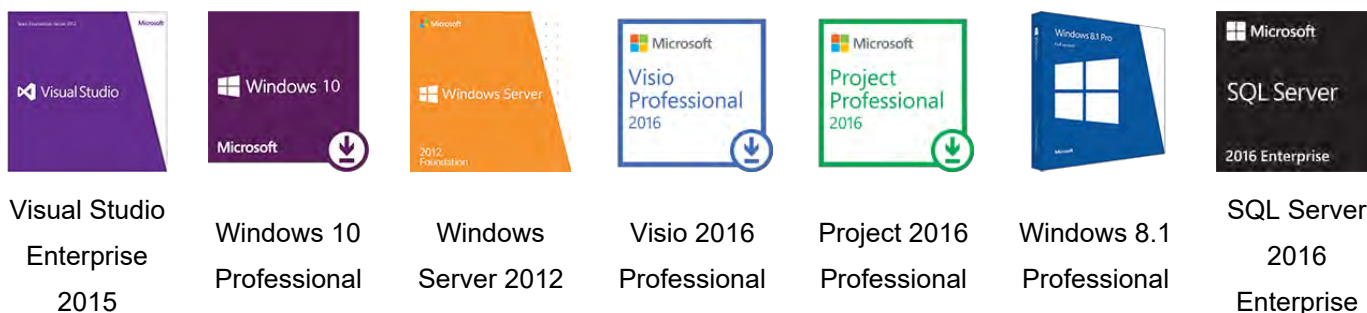 Team Foundation Server 2012
Microsoft
Visual Studio
Windows 10
Microsoft
Microsoft
Windows Server
2012
Foundation
Microsoft
Visio
Professional
2016
Microsoft
Project
Professional
2016
Windows 8.1 Pro
Full version
Microsoft
Microsoft
SQL Server
2016 Enterprise
Visual Studio
Enterprise
2015
Windows 10
Professional
Windows
Server 2012
Visio 2016
Professional
Project 2016
Professional
Windows 8.1
Professional
SQL Server
2016
Enterprise